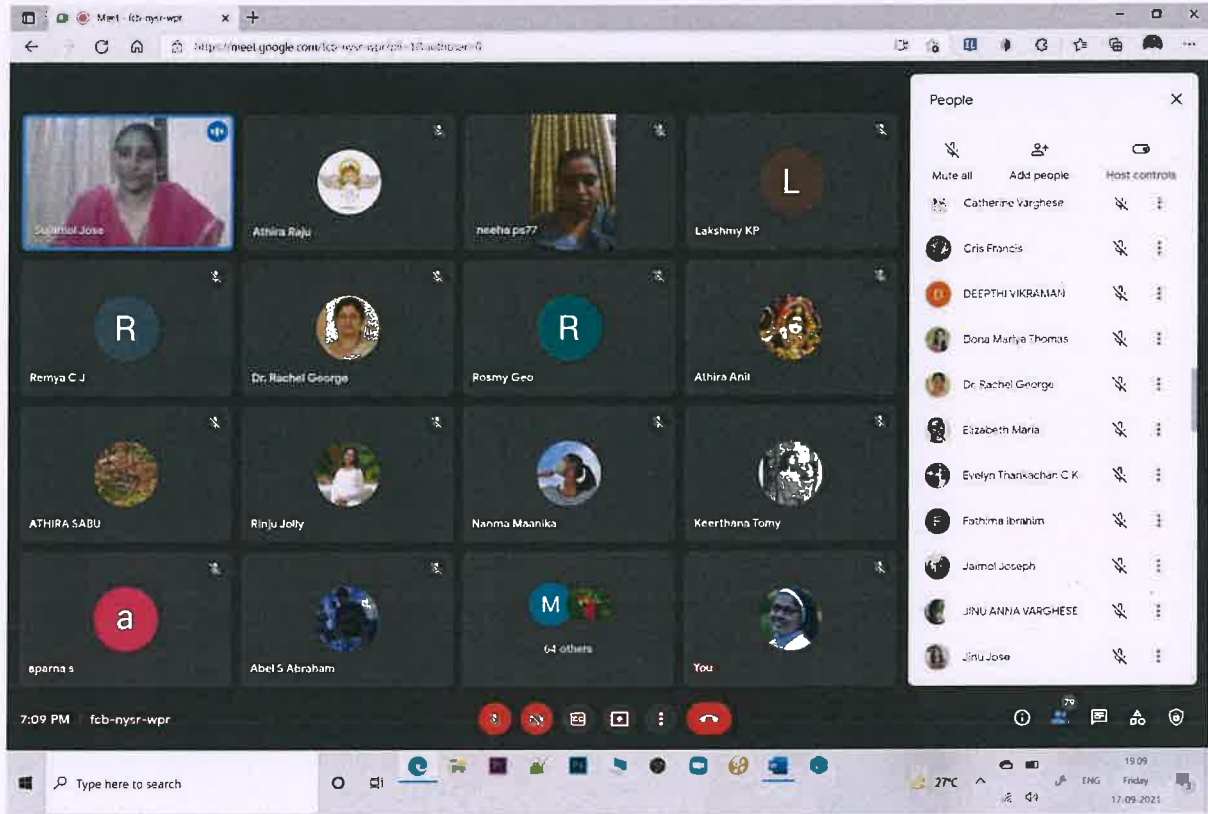 Meet - fcb-nysr-wpr
People
Mute all Add people Host controls
Catherine Varghese
Cris Francis
DEEPTHI VIKRAMAN
Dona Mariya Thomas
Dr. Rachel George
Elizabeth Maria
Evelyn Thankachan C K
F
Fathima Ibrahim
Jaimol Joseph
JINU ANNA VARGHESE
Jinu Jose
Jose
Athira Raju
neeha ps77
L
Lakshmy KP
R
Remya C J
Dr. Rachel George
R
Rosmy Geo
Athira Anil
ATHIRA SABU
Rinju Jolly
Nanma Maanika
Keerthana Tomy
a
aparna s
Abel S Abraham
M
64 others
You
7:09 PM fcb-nysr-wpr
79
Type here to search
27°C
ENG
19:09
Friday
17-09-2021